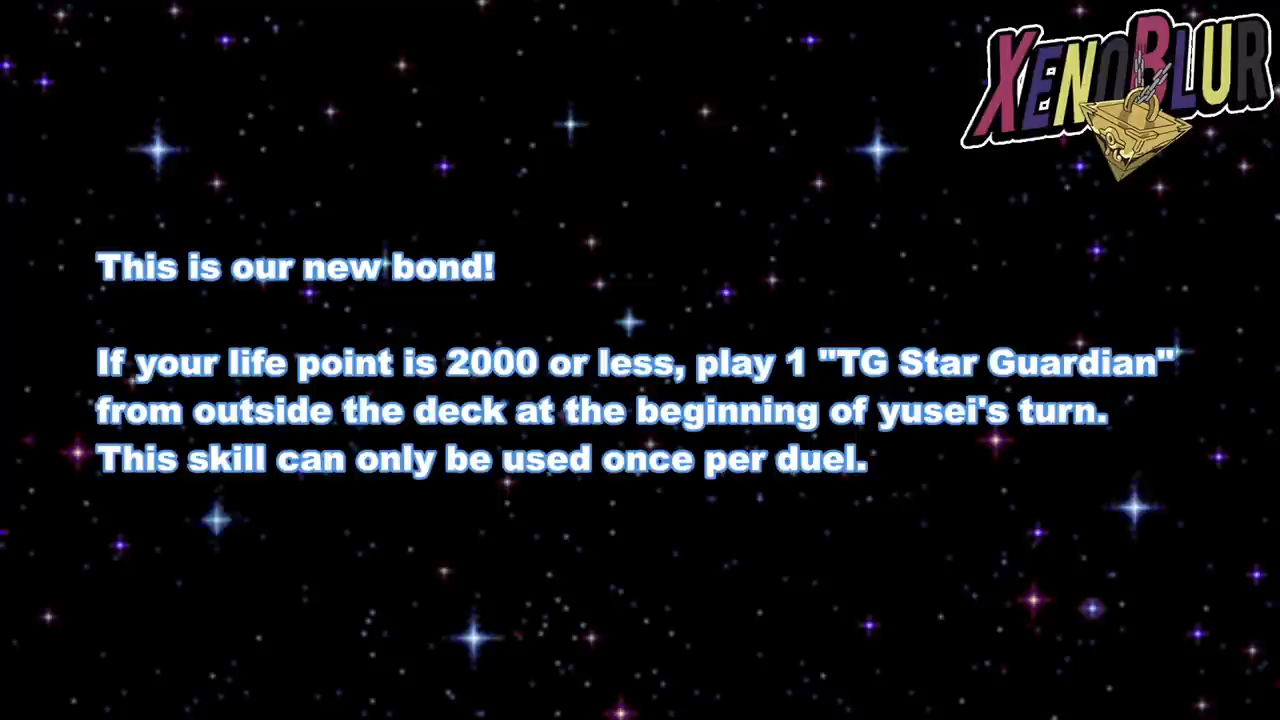 XENOBLUR
This is our new bond!
If your life point is 2000 or less, play 1 "TG Star Guardian"
from outside the deck at the beginning of yusei's turn.
This skill can only be used once per duel.